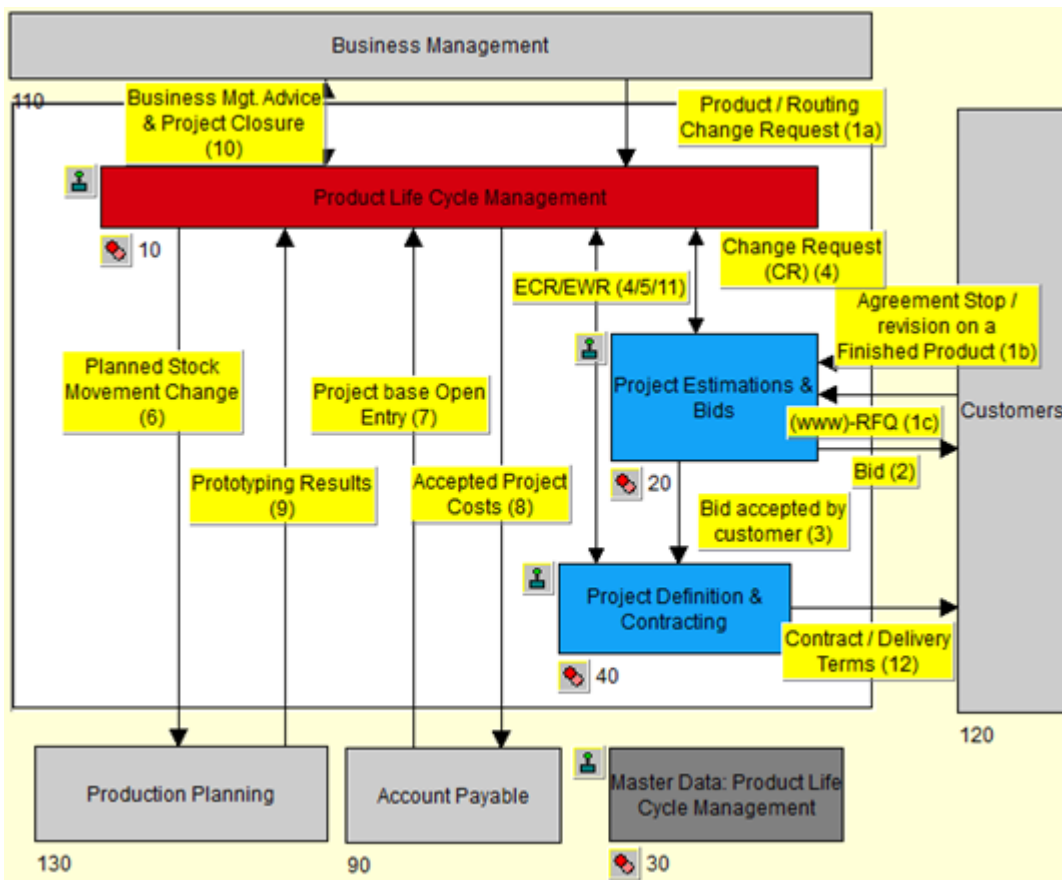 Business Management
110
Business Mgt. Advice
& Project Closure
(10)
Product / Routing
Change Request (1a)
Product Life Cycle Management
10
Change Request
(CR) (4)
ECR/EWR (4/5/11)
Agreement Stop /
revision on a
Finished Product (1b)
Planned Stock
Movement Change
(6)
Project base Open
Entry (7)
Project Estimations &
Bids
Customers
(www)-RFQ (1c)
Bid (2)
20
Prototyping Results
(9)
Accepted Project
Costs (8)
Bid accepted by
customer (3)
Project Definition &
Contracting
Contract / Delivery
Terms (12)
40
120
Production Planning
130
Account Payable
90
Master Data: Product Life
Cycle Management
30